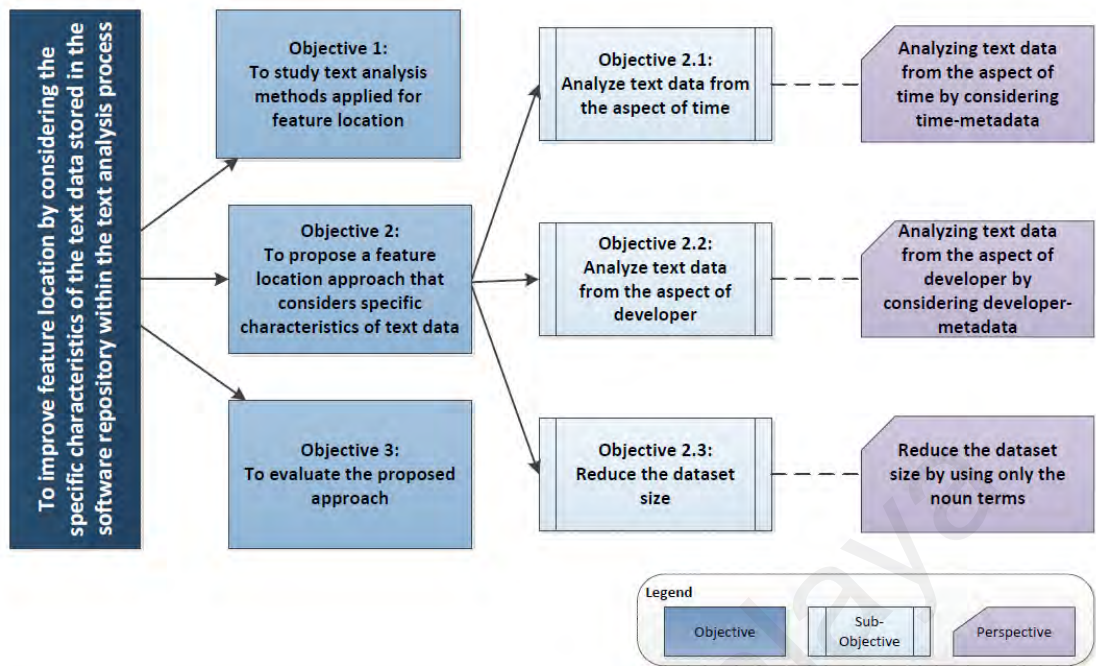 To improve feature location by considering the
specific characteristics of the text data stored in the
software repository within the text analysis process
Objective 1:
To study text analysis
methods applied for
feature location
Objective 2:
To propose a feature
location approach that
considers specific
characteristics of text data
Objective 3:
To evaluate the proposed
approach
Objective 2.1:
Analyze text data from
the aspect of time
Objective 2.2:
Analyze text data
from the aspect of
developer
Objective 2.3:
Reduce the dataset
size
Analyzing text data
from the aspect of
time by considering
time-metadata
Analyzing text data
from the aspect of
developer by
considering developer-
metadata
Reduce the dataset
size by using only the
noun terms
Legend
Objective
Sub-
Objective
Perspective